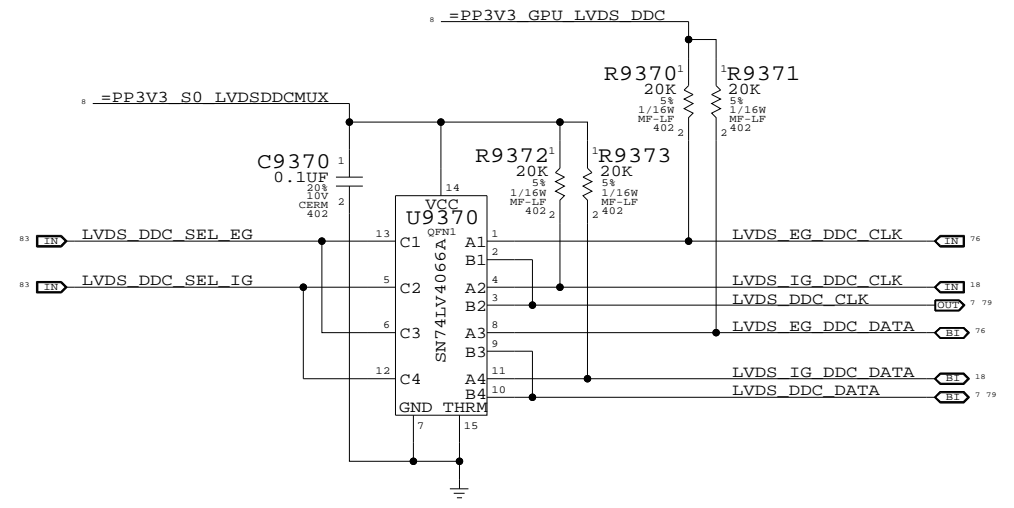 8 =PP3V3_GPU_LVDS_DDC
R9370 1 1 R9371
20K 20K
5% 5%
1/16W 1/16W
MF-LF MF-LF
402 2 2 402
8 =PP3V3_S0_LVDSDDCMUX
C9370 1
0.1UF
20%
10V
CERM
402 2
R9372 1 1 R9373
20K 20K
5% 5%
1/16W 1/16W
MF-LF MF-LF
402 2 2 402
14
VCC
U9370
QFN1
SN74LV4066A
83 IN LVDS_DDC_SEL_EG 13 C1 A1 1 LVDS_EG_DDC_CLK IN 76
B1 2
83 IN LVDS_DDC_SEL_IG 5 C2 A2 4 LVDS_IG_DDC_CLK IN 18
B2 3 LVDS_DDC_CLK OUT 7 79
6 C3 A3 8 LVDS_EG_DDC_DATA BI 76
B3 9
12 C4 A4 11 LVDS_IG_DDC_DATA BI 18
B4 10 LVDS_DDC_DATA BI 7 79
GND THRM
7 15